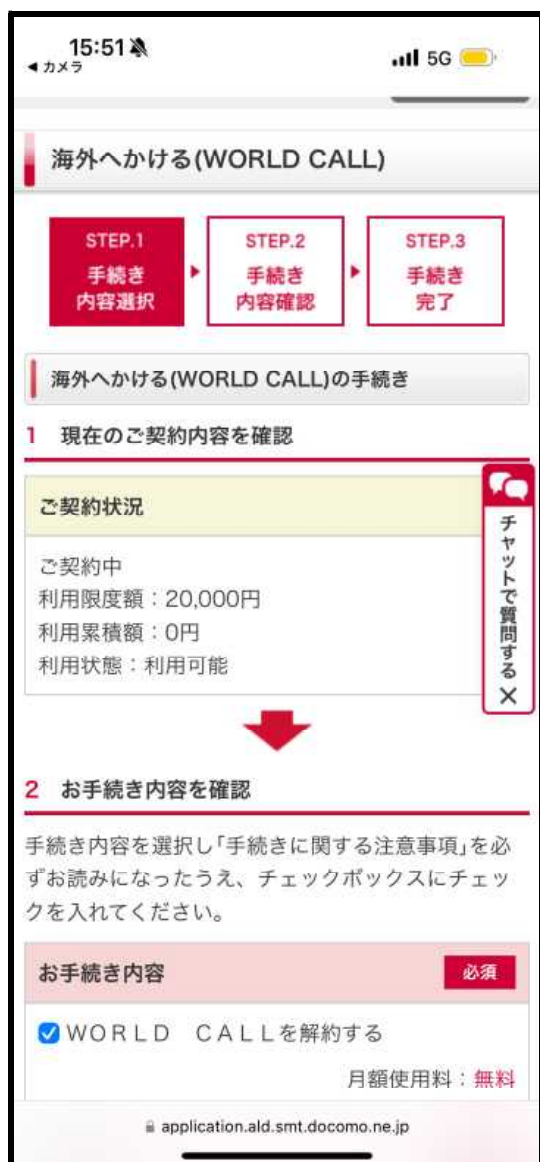 15:51
◀ カメラ
5G
海外へかける(WORLD CALL)
STEP.1
手続き
内容選択
STEP.2
手続き
内容確認
STEP.3
手続き
完了
海外へかける(WORLD CALL)の手続き
1 現在のご契約内容を確認
ご契約状況
ご契約中
利用限度額：20,000円
利用累積額：0円
利用状態：利用可能
チャットで質問する ×
2 お手続き内容を確認
手続き内容を選択し「手続きに関する注意事項」を必
ずお読みになったうえ、チェックボックスにチェッ
クを入れてください。
お手続き内容
必須
ＷＯＲＬＤ　ＣＡＬＬを解約する
月額使用料：無料
application.ald.smt.docomo.ne.jp